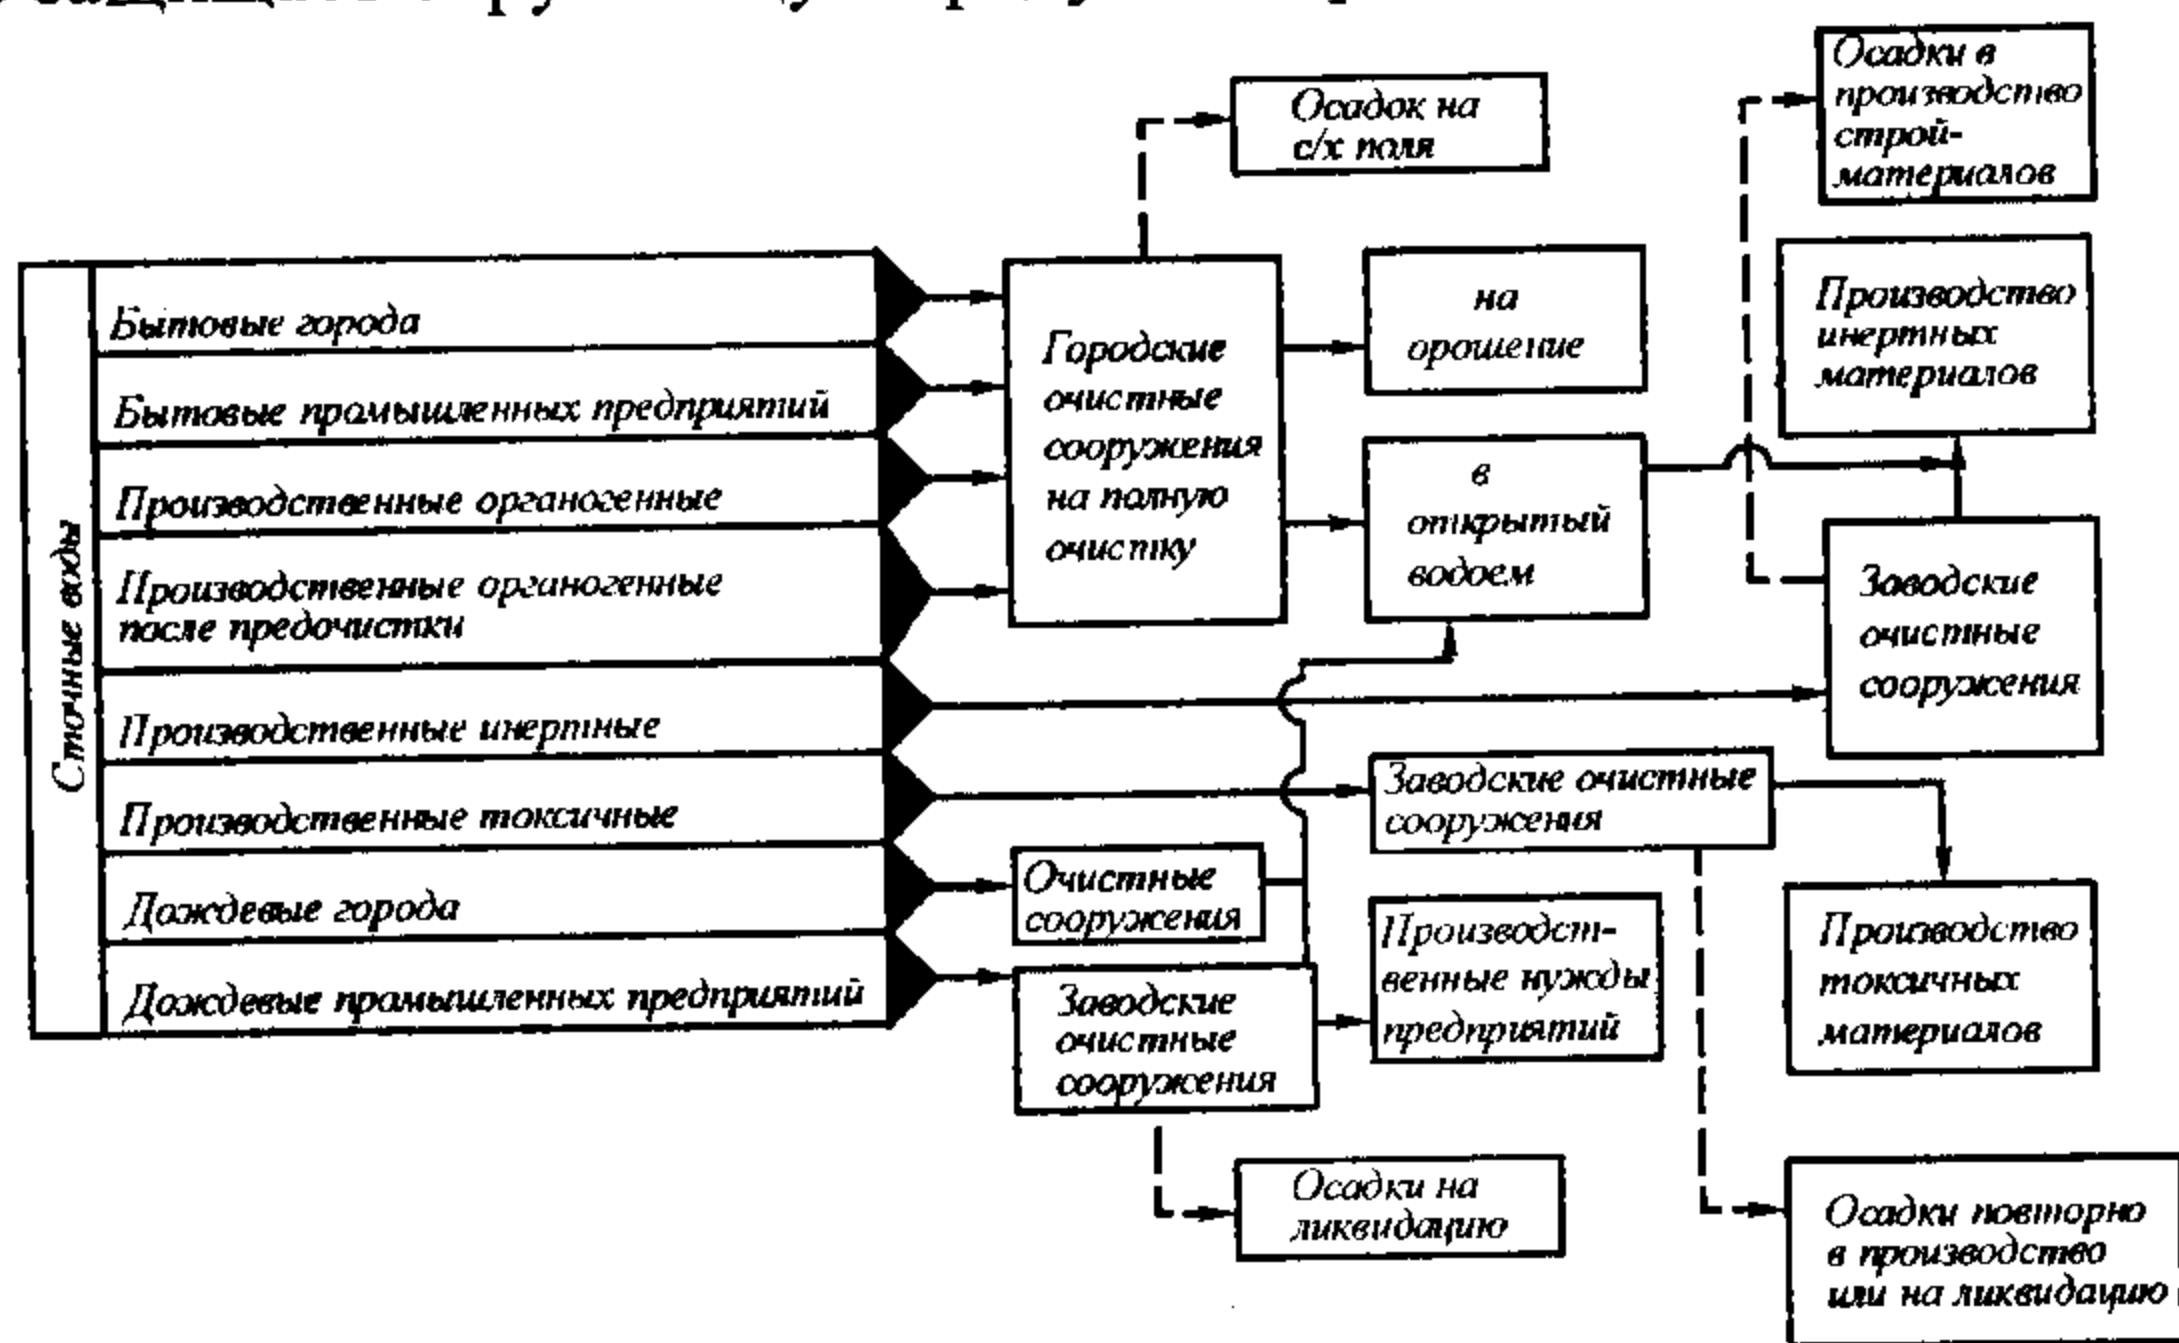 Осадок на
с/х поля
Осадки в
производство
строй-
материалов
Сточные воды
Бытовые города
Бытовые промышленных предприятий
Производственные органогенные
Производственные органогенные
после предочистки
Производственные инертные
Производственные токсичные
Дождевые города
Дождевые промышленных предприятий
Городские
очистные
сооружения
на полную
очистку
на
орошение
в
открытый
водоем
Производство
инертных
материалов
Заводские
очистные
сооружения
Заводские очистные
сооружения
Очистные
сооружения
Заводские
очистные
сооружения
Производст-
венные нужды
предприятий
Производство
токсичных
материалов
Осадки на
ликвидацию
Осадки повторно
в производство
или на ликвидацию